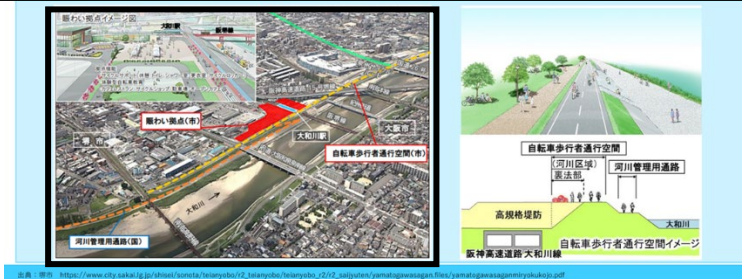 賑わい拠点イメージ図
大和川駅
阪堺線
賑わい拠点(市)
大和川駅
大阪市
堺 市
自転車歩行者通行空間(市)
大和川
河川管理用通路(国)
自転車歩行者通行空間
(河川区域)
裏法部
河川管理用通路
高規格堤防
大和川
阪神高速道路 大和川線
自転車歩行者通行空間イメージ
出典:堺市 https://www.city.sakai.lg.jp/shisei/sonota/teianyobo/r2_teianyobo/teianyobo_r2/r2_saijyuten/yamatogawasagan.files/yamatogawasaganmiryokukojo.pdf